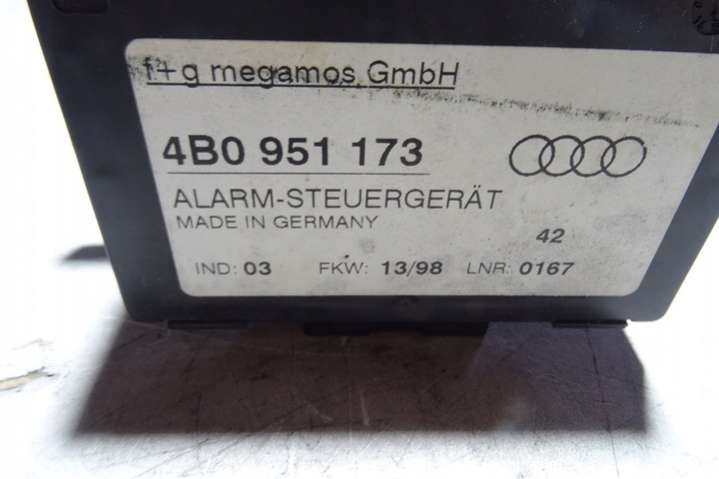 f+g megamos GmbH
4B0 951 173
ALARM-STEUERGERÄT
MADE IN GERMANY
42
IND: 03 FKW: 13/98 LNR: 0167